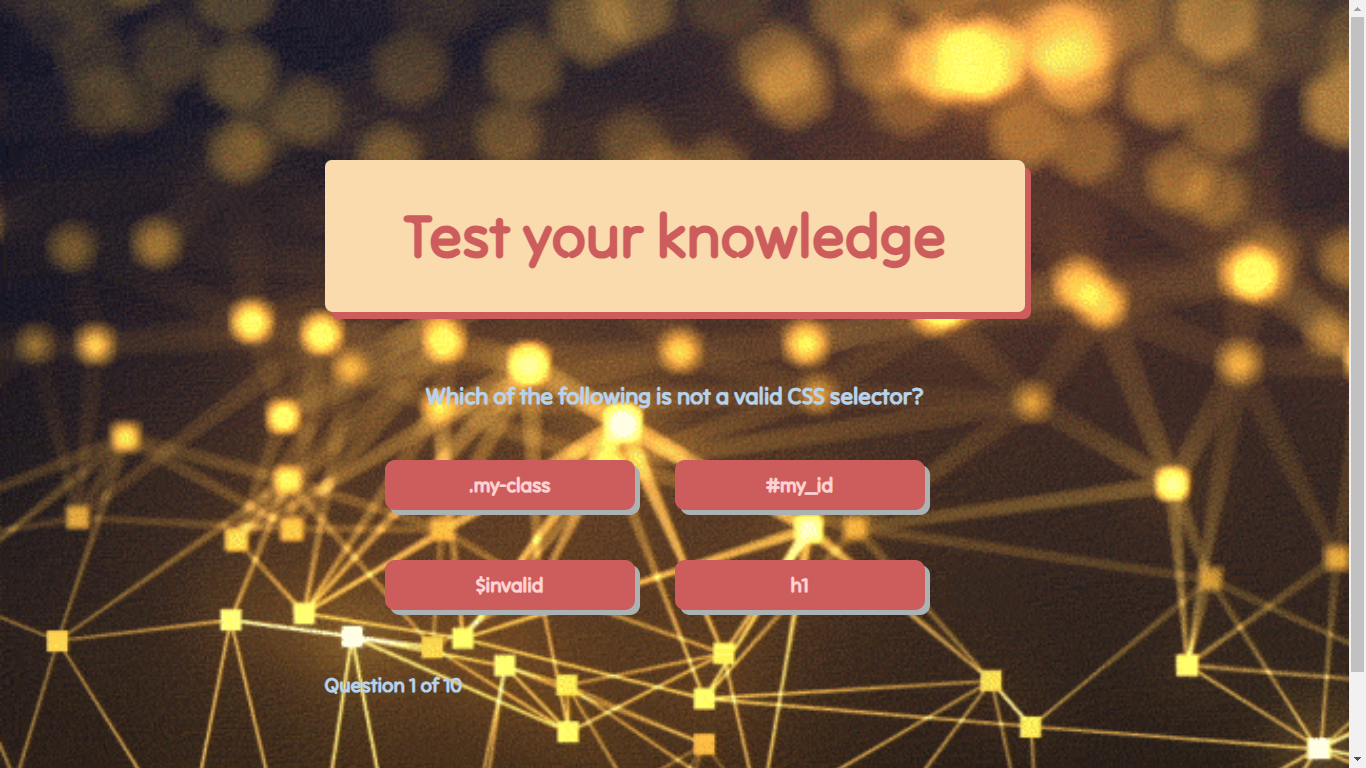 Test your knowledge
Which of the following is not a valid CSS selector?
.my-class
#my_id
$invalid
h1
Question 1 of 10